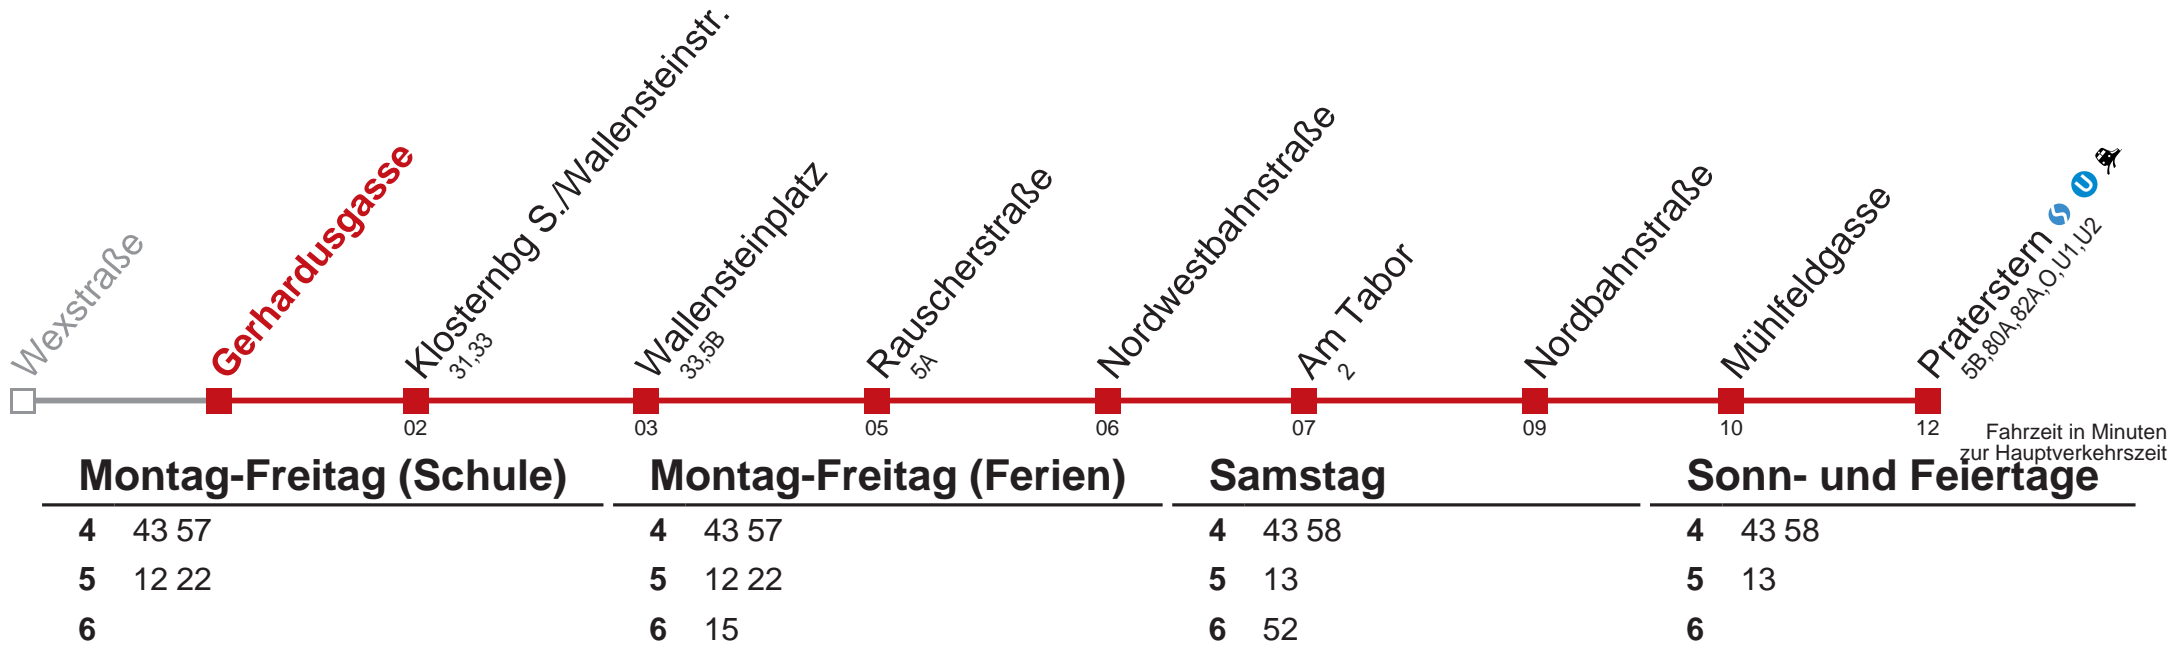 Wexstraße
Gerhardusgasse
Klosternbg S./Wallensteinstr.
31,33
Wallensteinplatz
33,5B
Rauscherstraße
5A
Nordwestbahnstraße
Am Tabor
2
Nordbahnstraße
Mühlfeldgasse
Praterstern S U
5B,80A,82A,O,U1,U2
02 03 05 06 07 09 10 12
Fahrzeit in Minuten
zur Hauptverkehrszeit
Montag-Freitag (Schule)
4 43 57
5 12 22
6
Montag-Freitag (Ferien)
4 43 57
5 12 22
6 15
Samstag
4 43 58
5 13
6 52
Sonn- und Feiertage
4 43 58
5 13
6